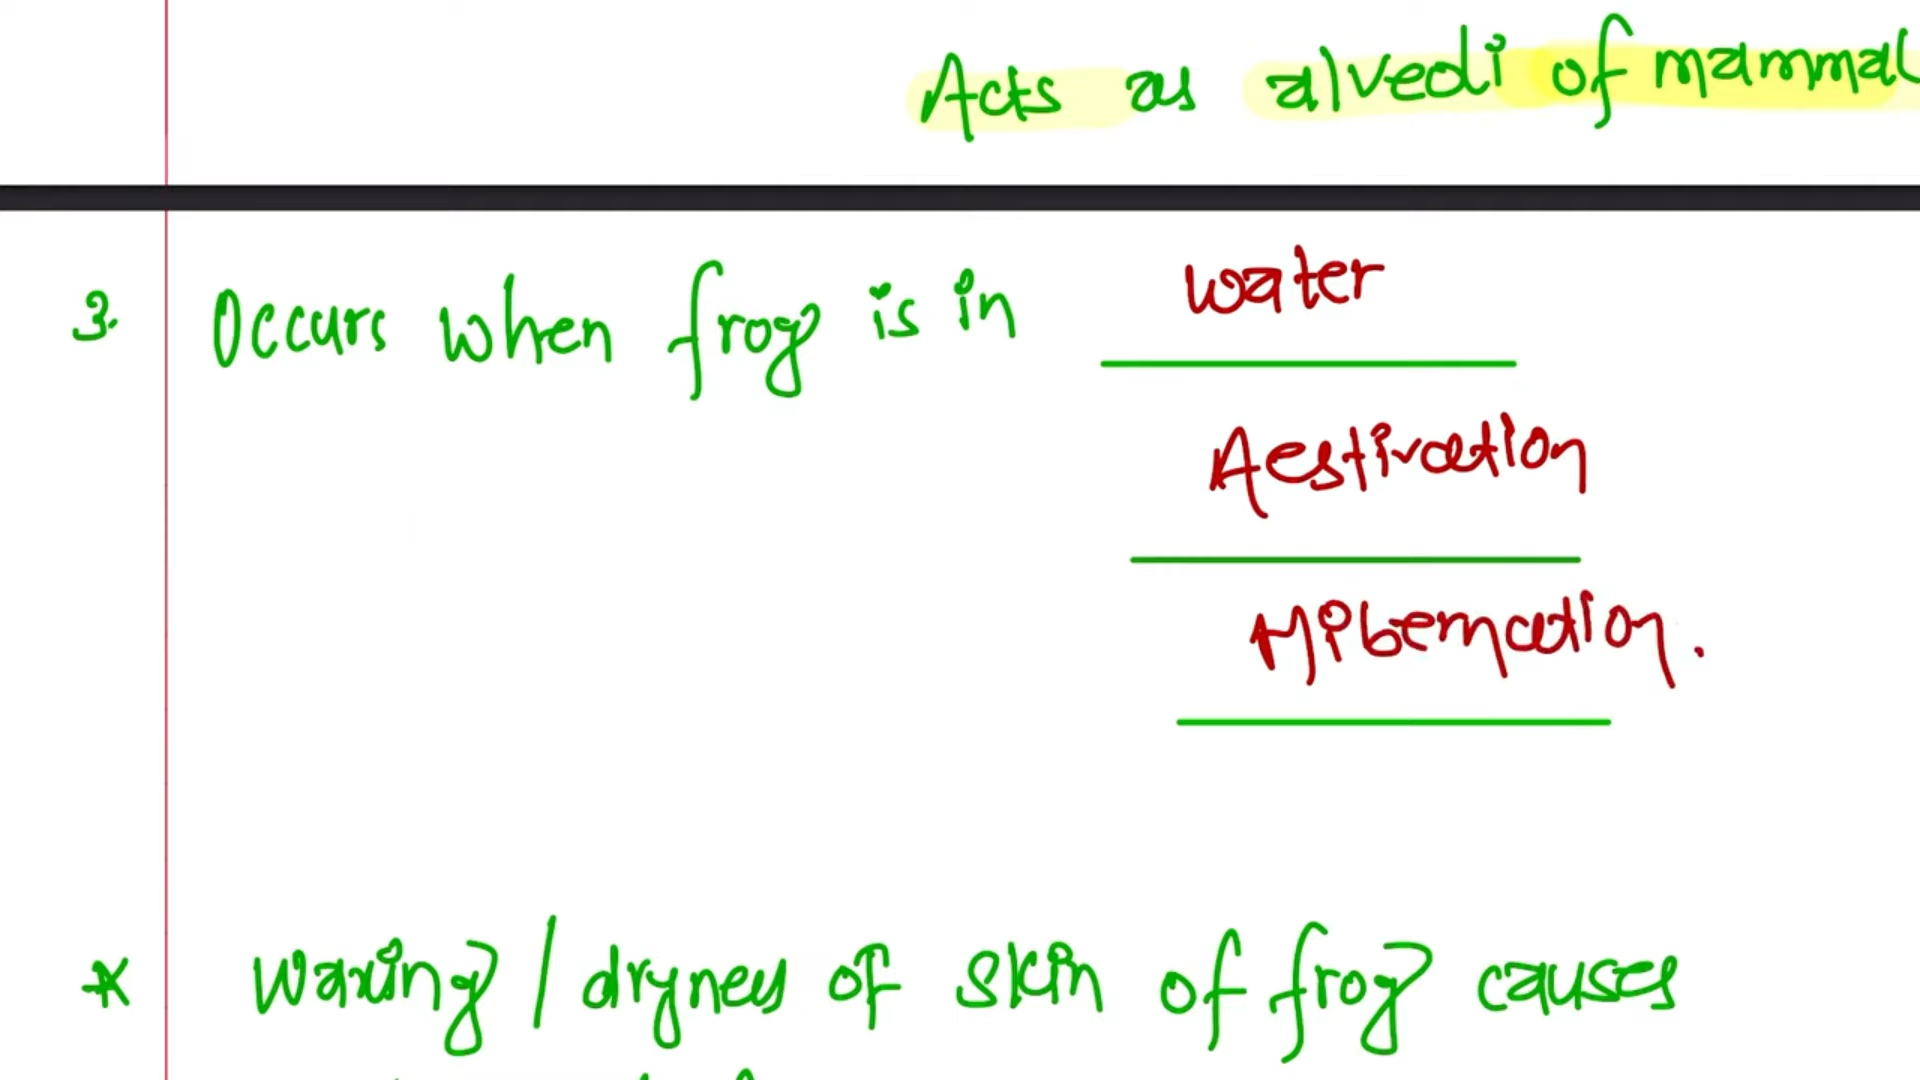 Acts as alveoli of mammal
3. Occurs when frog is in water
Aestivation
Hibernation.
* Waxing / dryness of skin of frog causes